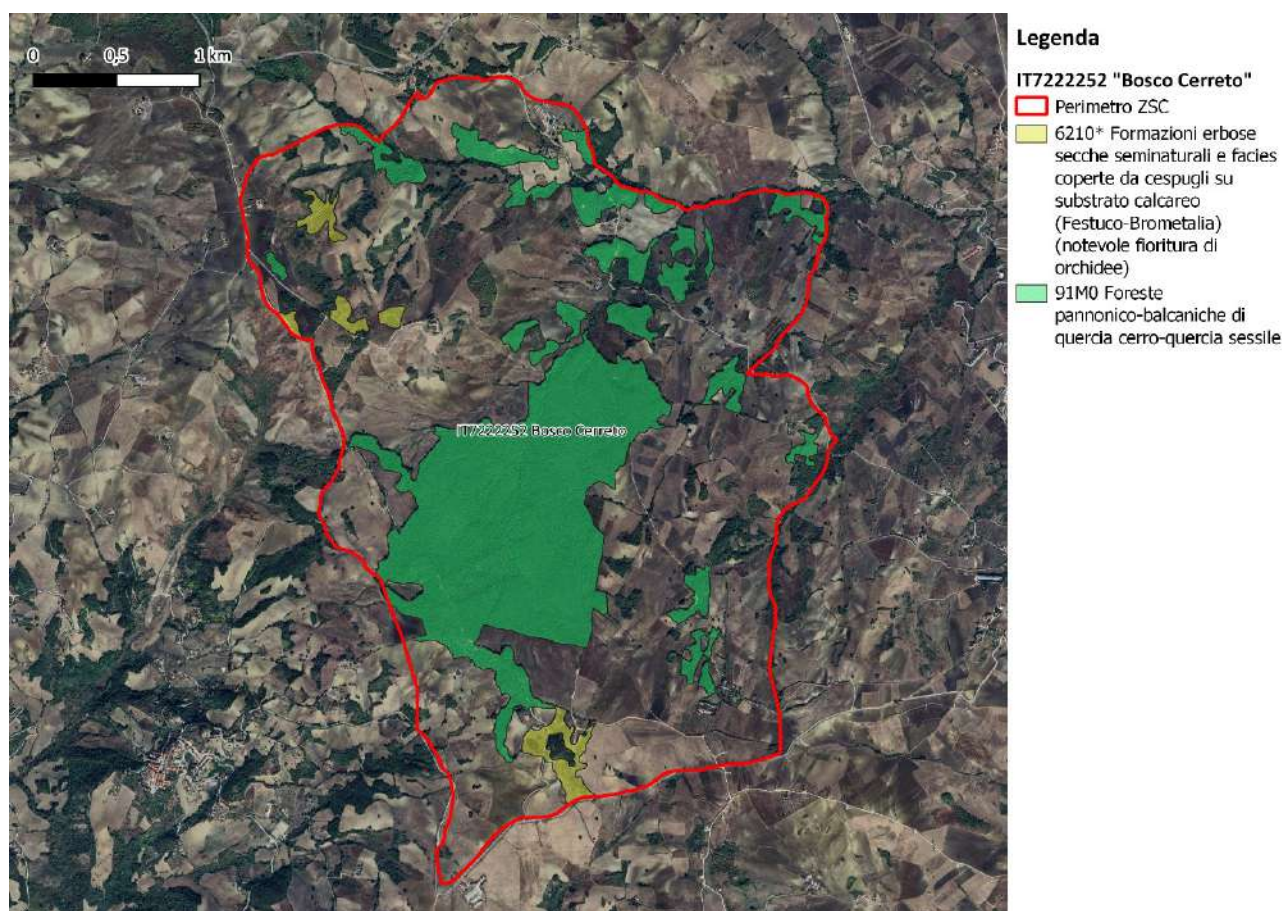 0 0,5 1 km
IT7222252 Bosco Cerreto
Legenda
IT7222252 "Bosco Cerreto"
Perimetro ZSC
6210* Formazioni erbose
secche seminaturali e facies
coperte da cespugli su
substrato calcareo
(Festuco-Brometalia)
(notevole fioritura di
orchidee)
91M0 Foreste
pannonico-balcaniche di
quercia cerro-quercia sessile